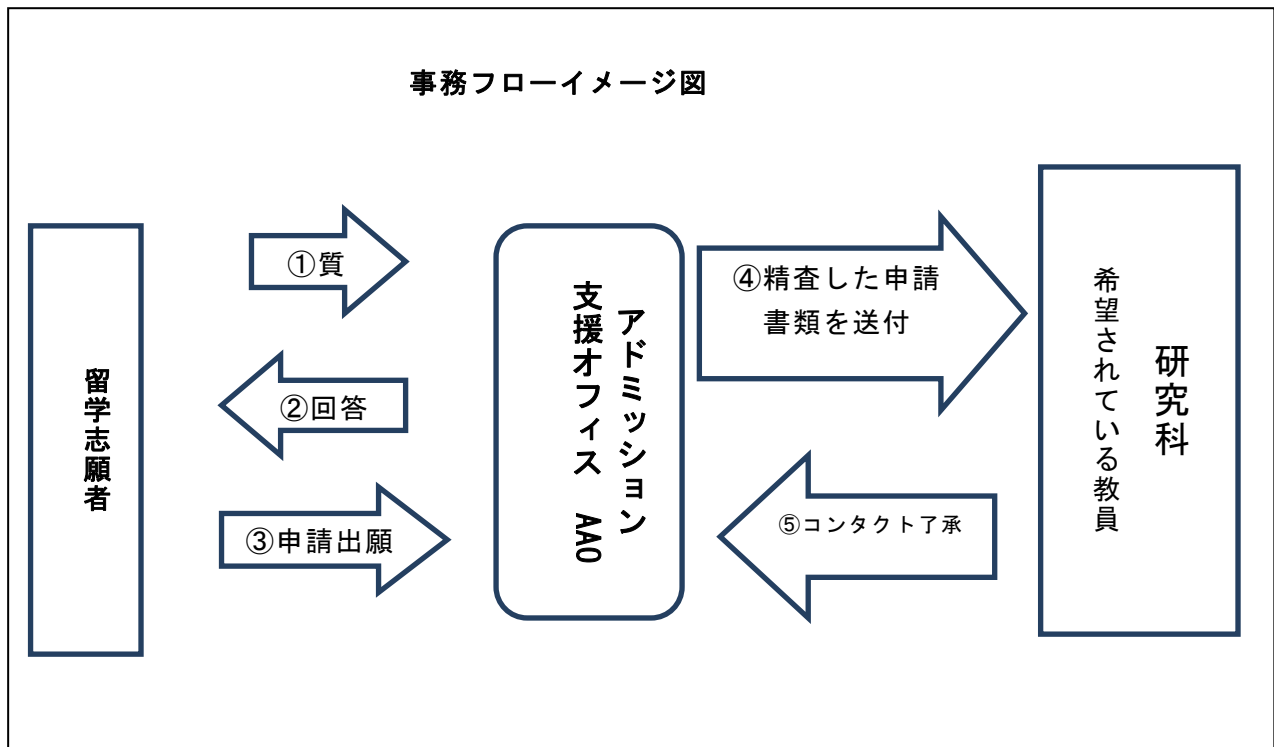 事務フローイメージ図
留学志願者
①質
②回答
③申請出願
アドミッション
支援オフィス AAO
④精査した申請
書類を送付
⑤コンタクト了承
研究科
希望されている教員